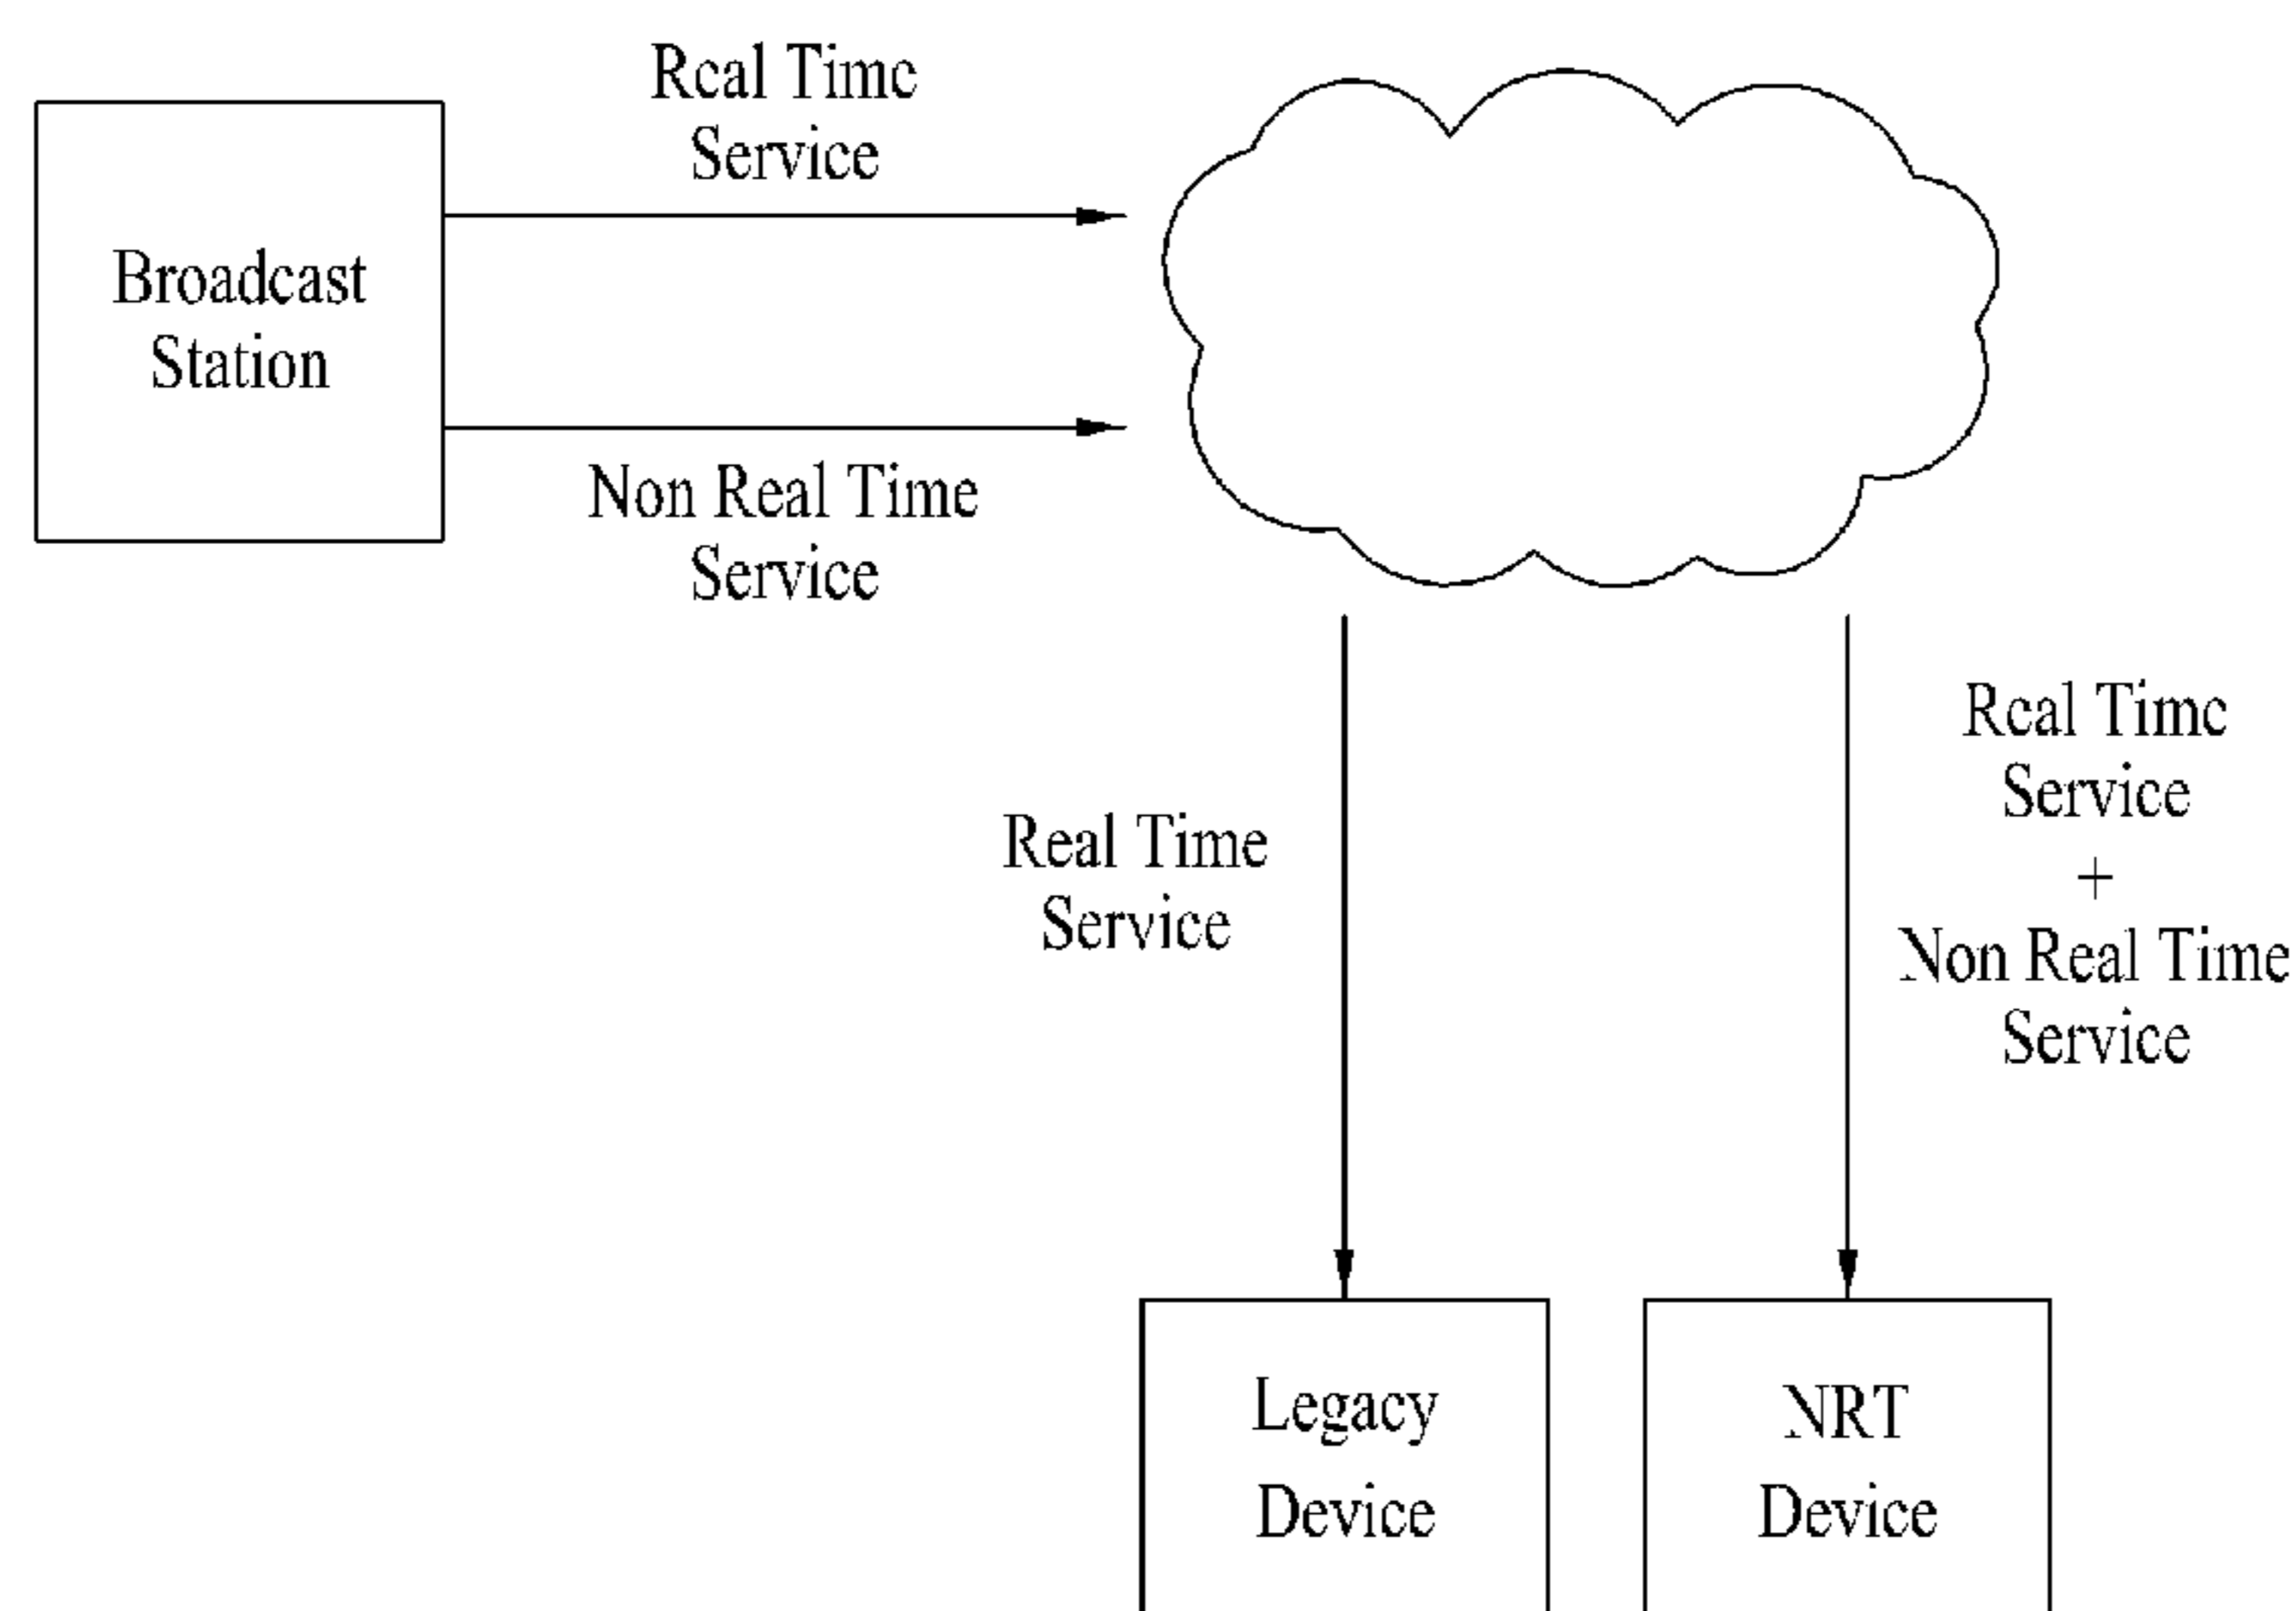 Real Time
Service
Broadcast
Station
Non Real Time
Service
Real Time
Service
Real Time
Service
+
Non Real Time
Service
Legacy
Device
NRT
Device